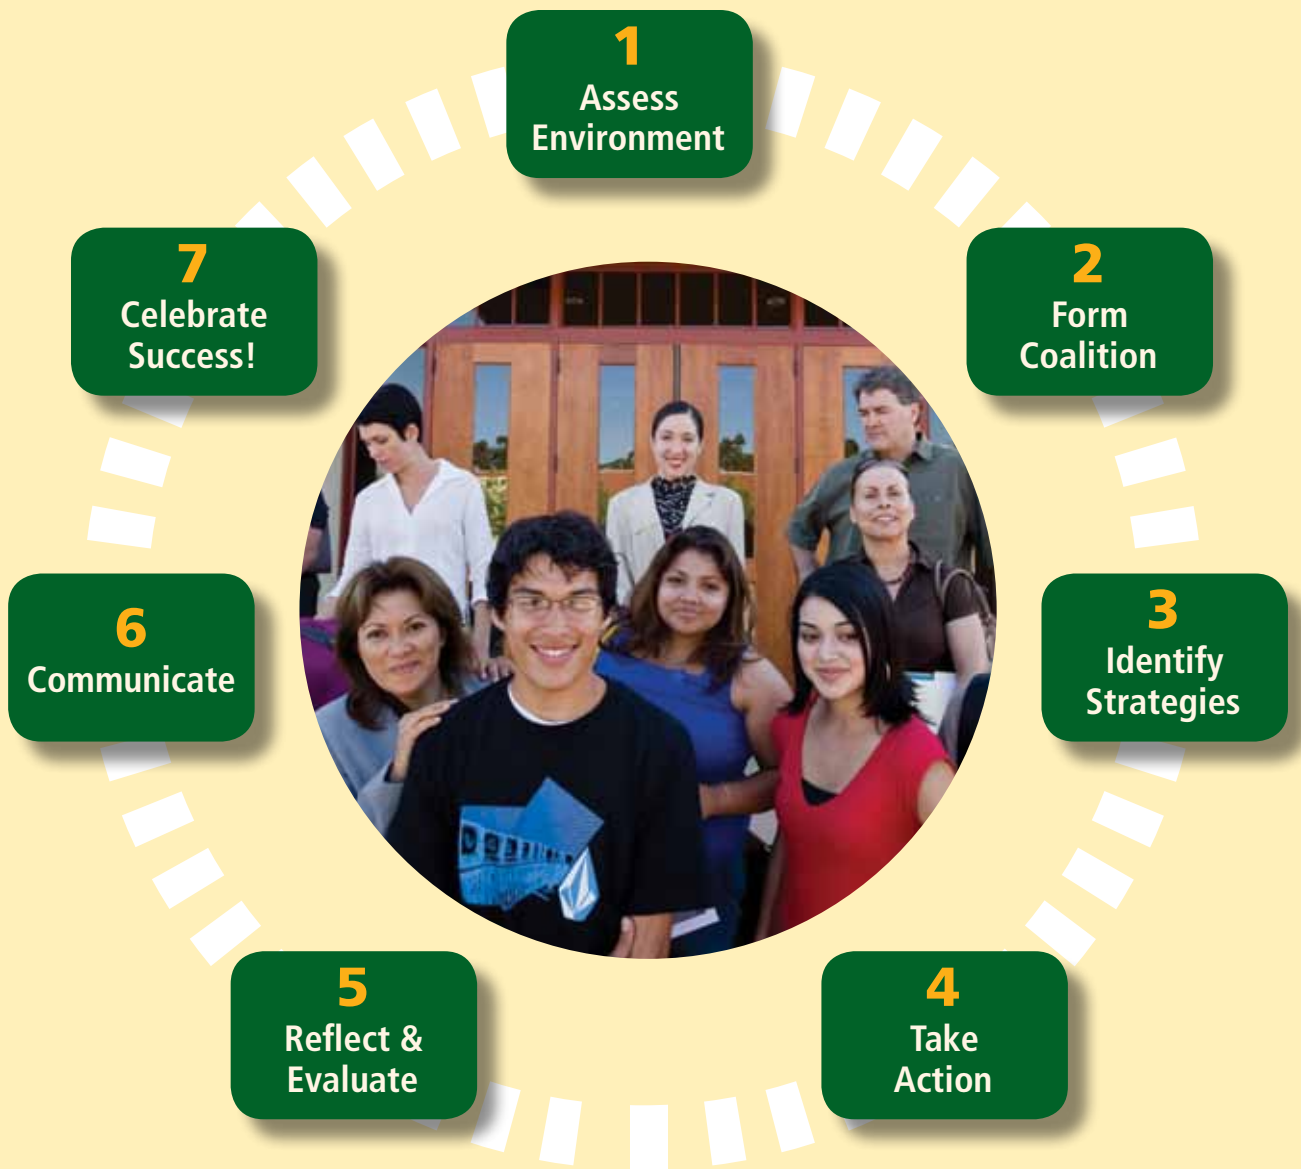 1
Assess
Environment
2
Form
Coalition
3
Identify
Strategies
4
Take
Action
5
Reflect &
Evaluate
6
Communicate
7
Celebrate
Success!